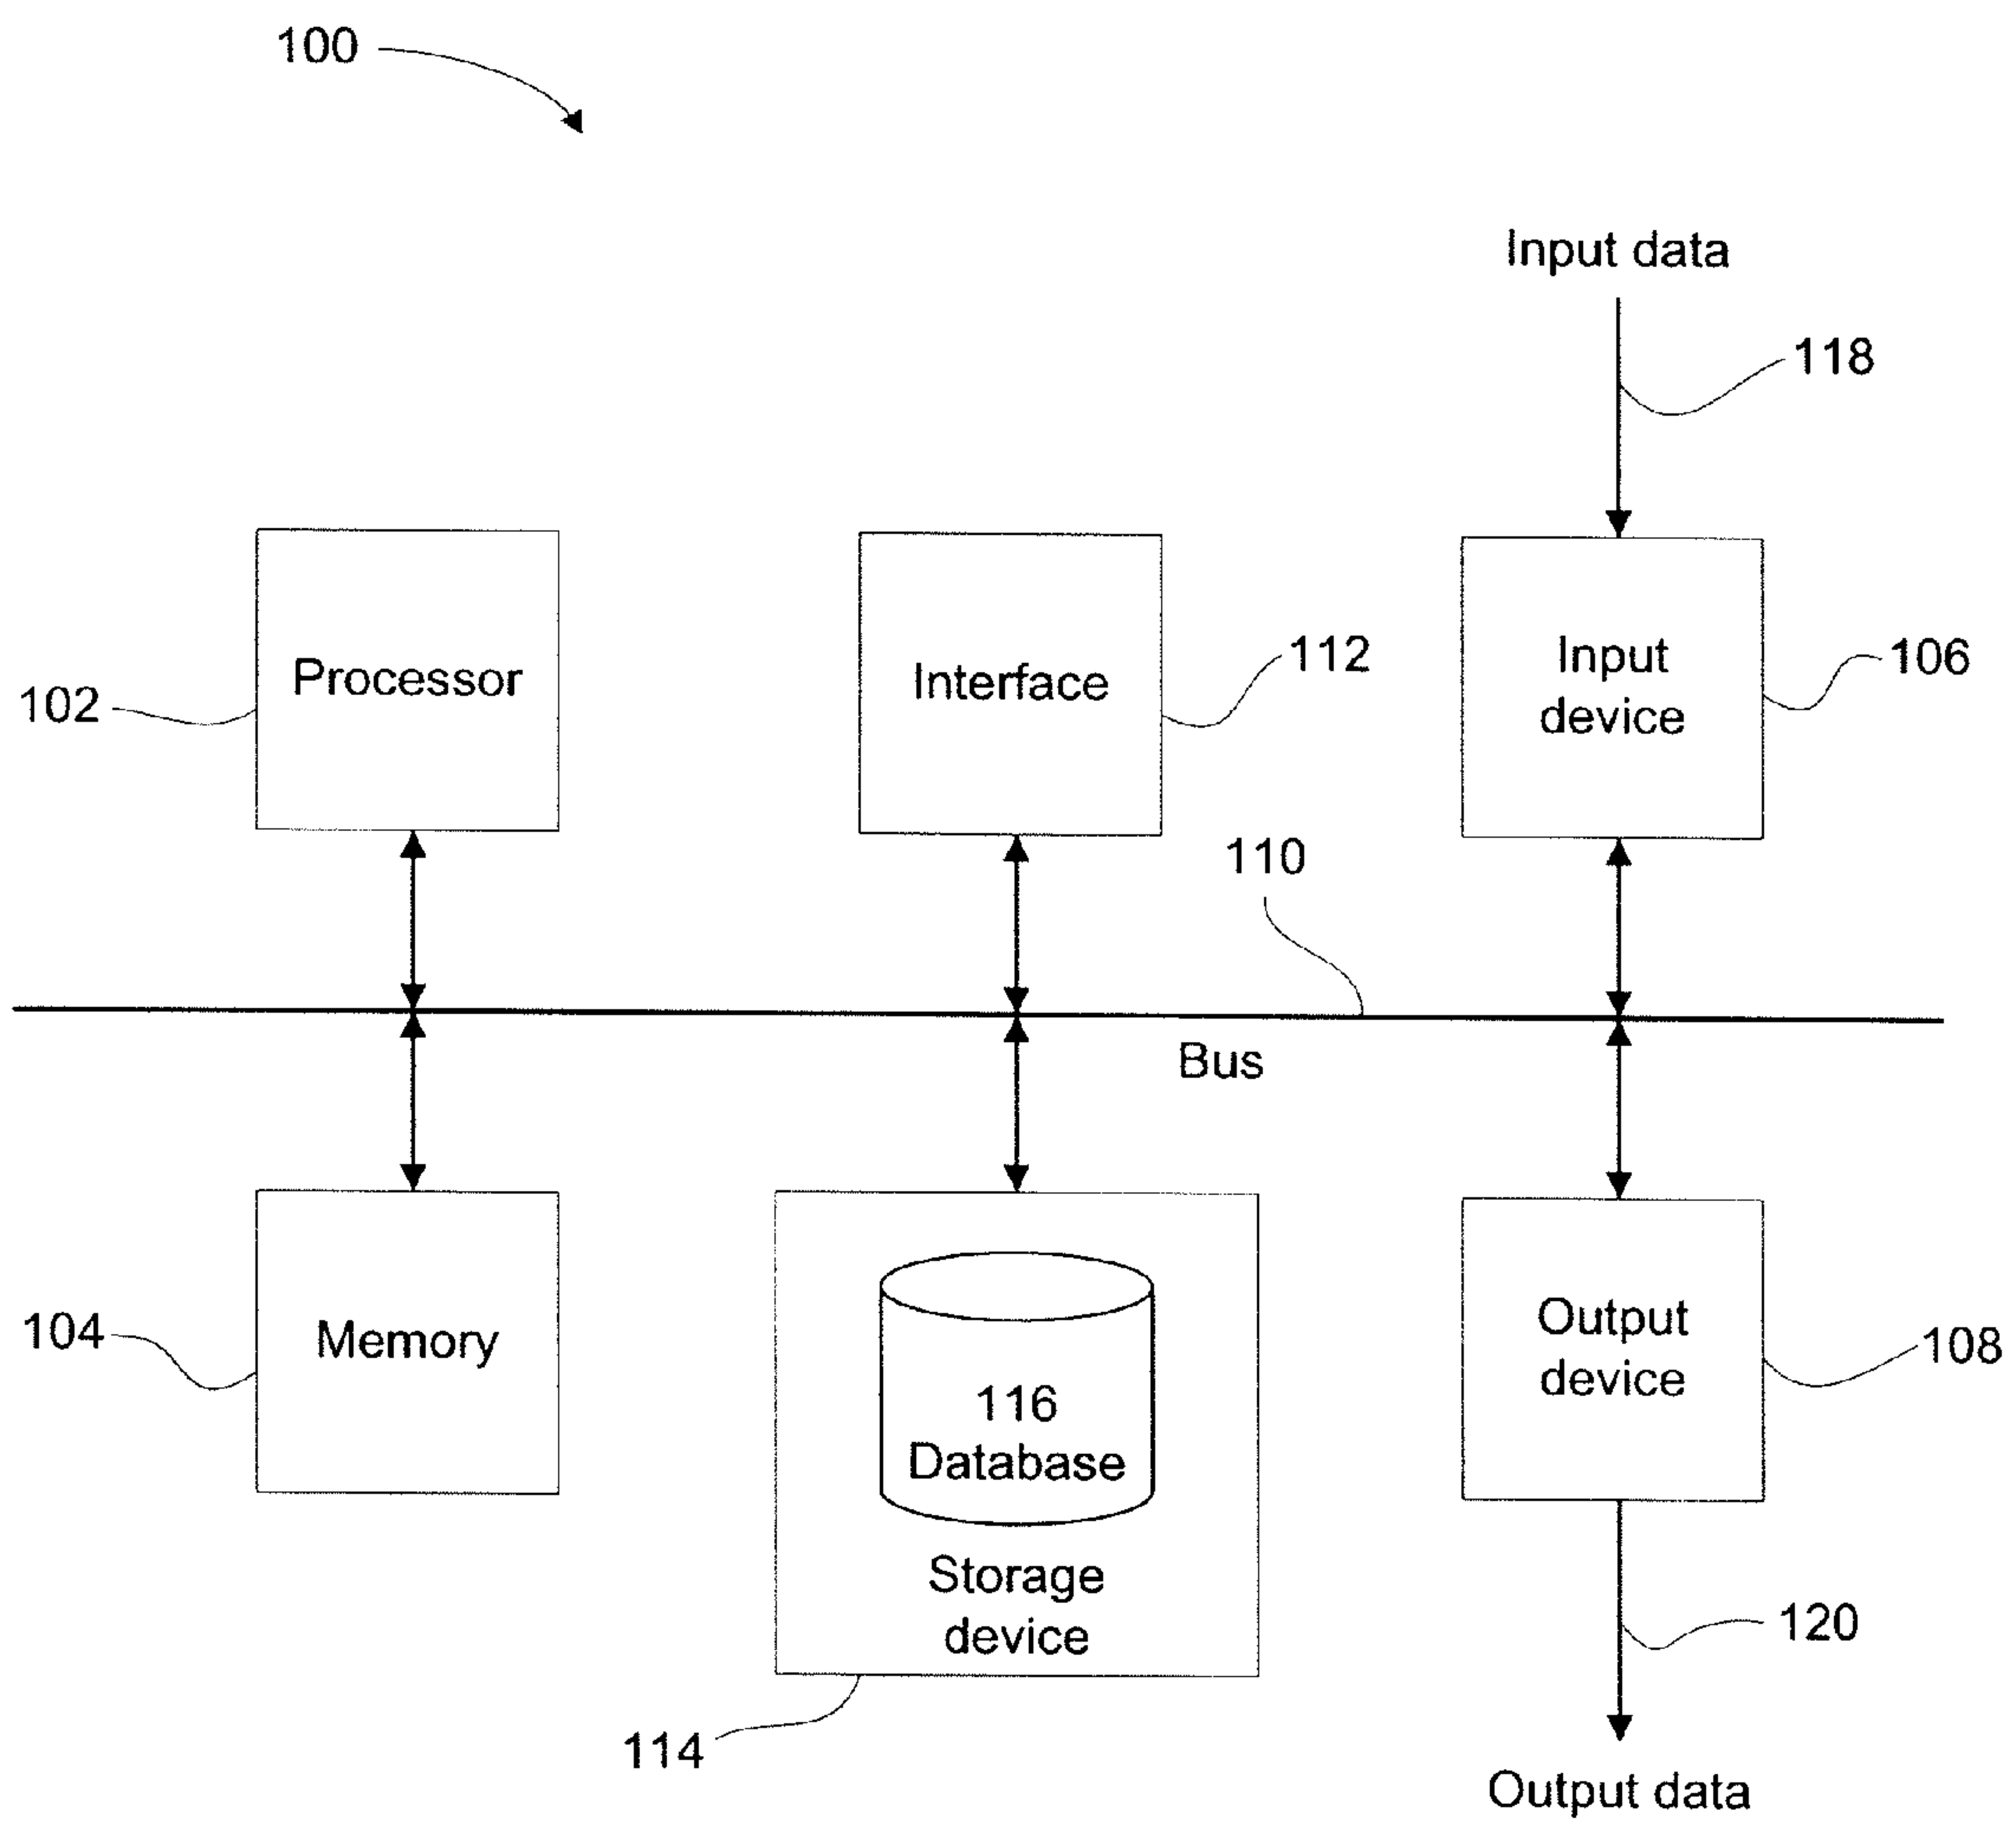 100
Input data
118
Processor
102
Interface
112
Input
device
106
110
Bus
Memory
104
116
Database
Storage
device
114
Output
device
108
120
Output data